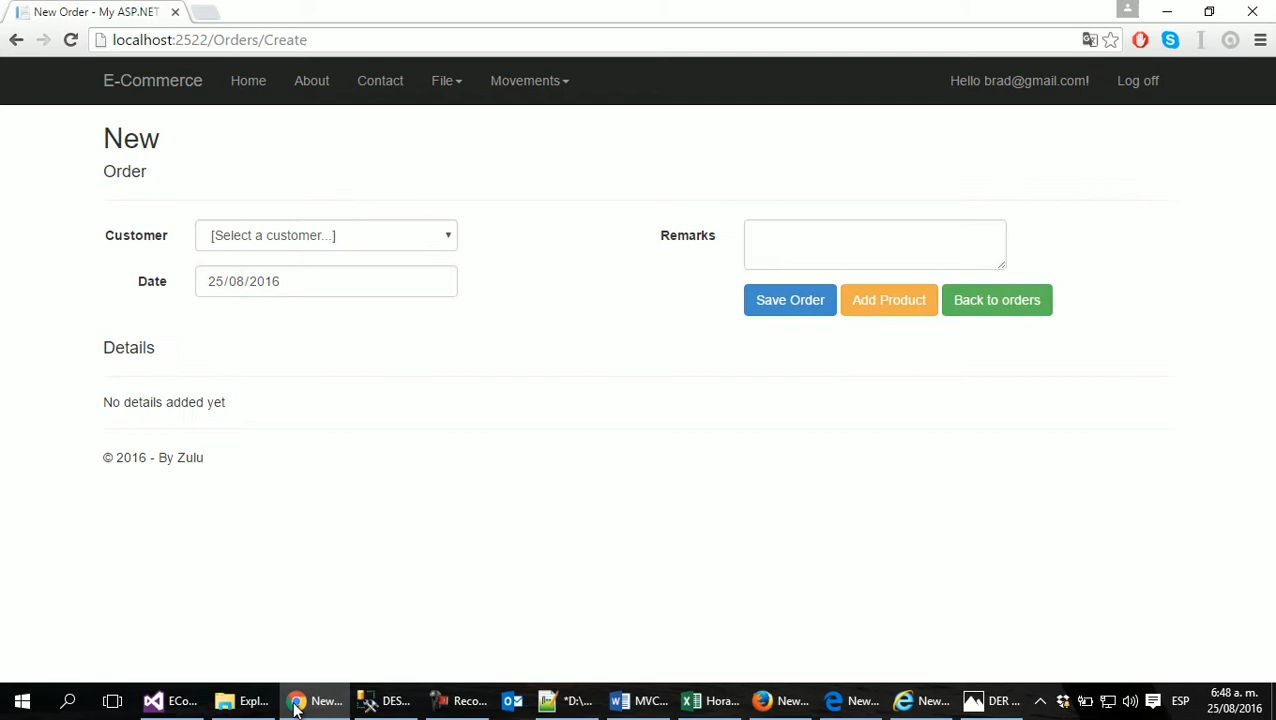 New Order - My ASP.NET
localhost:2522/Orders/Create
E-Commerce Home About Contact File Movements Hello brad@gmail.com! Log off
New
Order
Customer [Select a customer...] Remarks
Date 25/08/2016
Save Order Add Product Back to orders
Details
No details added yet
© 2016 - By Zulu
ECo... Expl... New... DES... Reco... *D:\... MVC... Hora... New... New... New... DER ... ESP 6:48 a. m.
25/08/2016